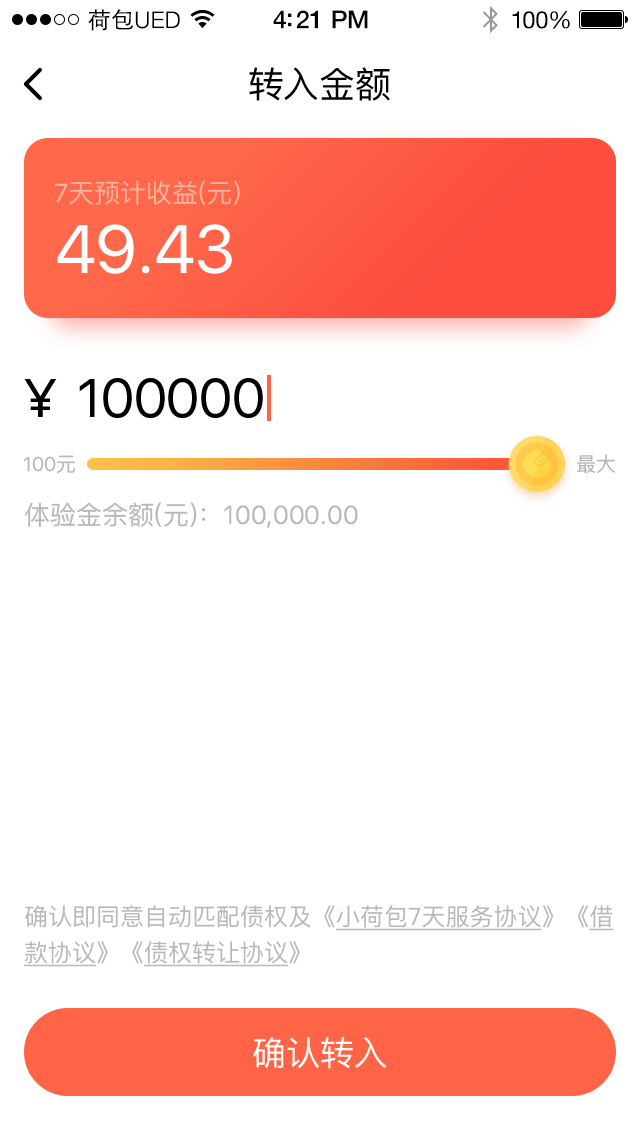 荷包UED 4:21 PM 100%
转入金额
7天预计收益(元)
49.43
¥ 100000
100元 最大
体验金余额(元)：100,000.00
确认即同意自动匹配债权及《小荷包7天服务协议》《借
款协议》《债权转让协议》
确认转入